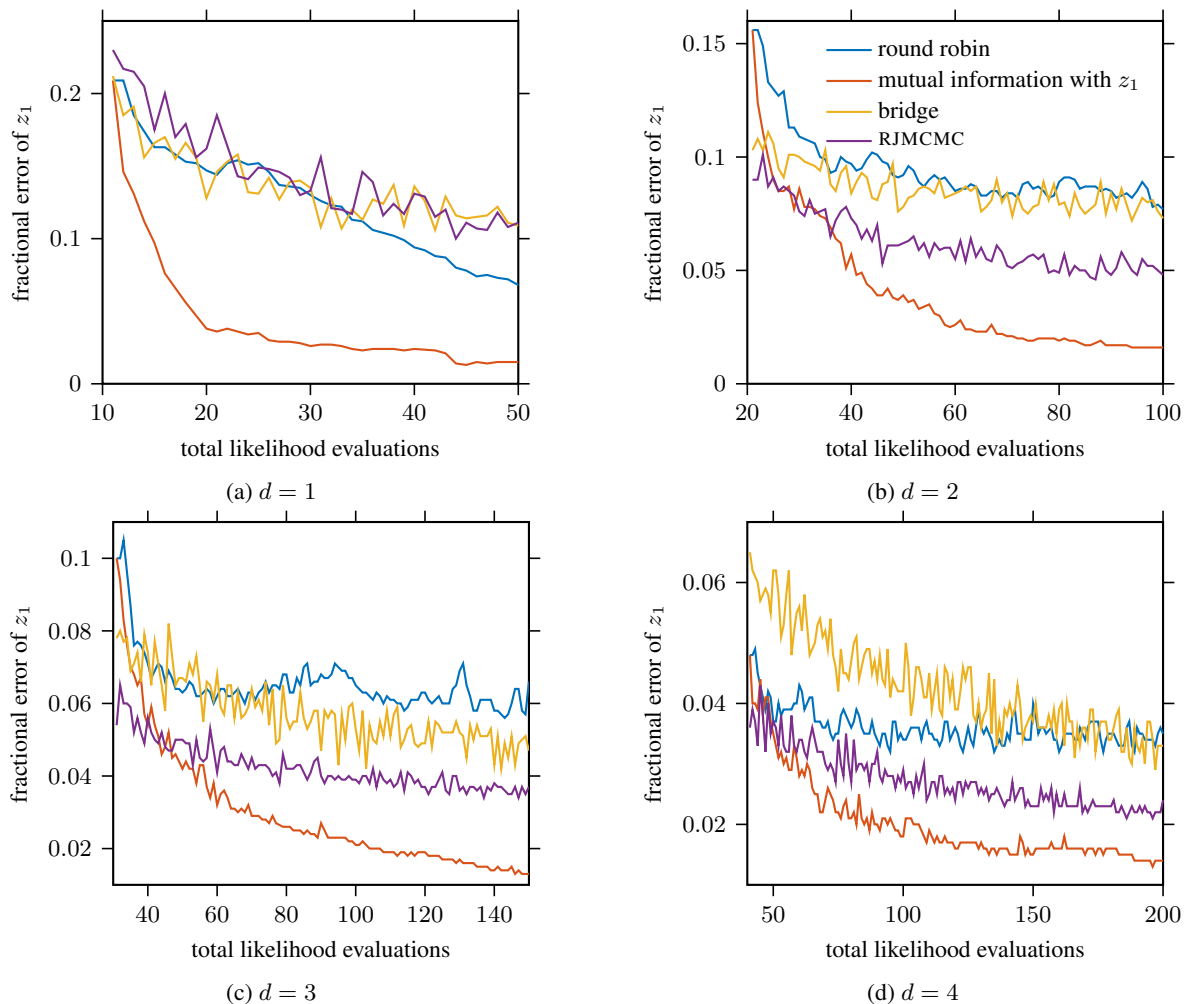 0.2
0.1
0
10
20
30
40
50
fractional error of z₁
total likelihood evaluations
(a) d = 1
0.15
0.1
0.05
0
20
40
60
80
100
fractional error of z₁
total likelihood evaluations
round robin
mutual information with z₁
bridge
RJMCMC
(b) d = 2
0.1
0.08
0.06
0.04
0.02
40
60
80
100
120
140
fractional error of z₁
total likelihood evaluations
(c) d = 3
0.06
0.04
0.02
50
100
150
200
fractional error of z₁
total likelihood evaluations
(d) d = 4